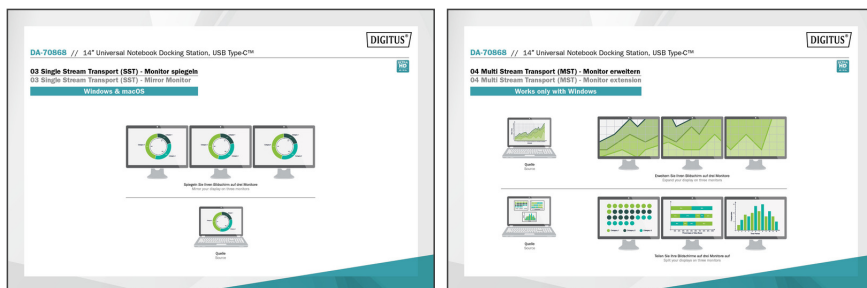 DIGITUS®
DA-70868 // 14" Universal Notebook Docking Station, USB Type-C™
03 Single Stream Transport (SST) - Monitor spiegeln
03 Single Stream Transport (SST) - Mirror Monitor
Windows & macOS
Spiegeln Sie Ihren Bildschirm auf drei Monitore
Mirror your display on three monitors
Quelle
Source
DIGITUS®
DA-70868 // 14" Universal Notebook Docking Station, USB Type-C™
HD
04 Multi Stream Transport (MST) - Monitor erweitern
04 Multi Stream Transport (MST) - Monitor extension
Works only with Windows
Quelle
Source
Erweitern Sie Ihren Bildschirm auf drei Monitore
Expand your display on three monitors
Quelle
Source
Teilen Sie Ihre Bildschirme auf drei Monitore auf
Split your displays on three monitors